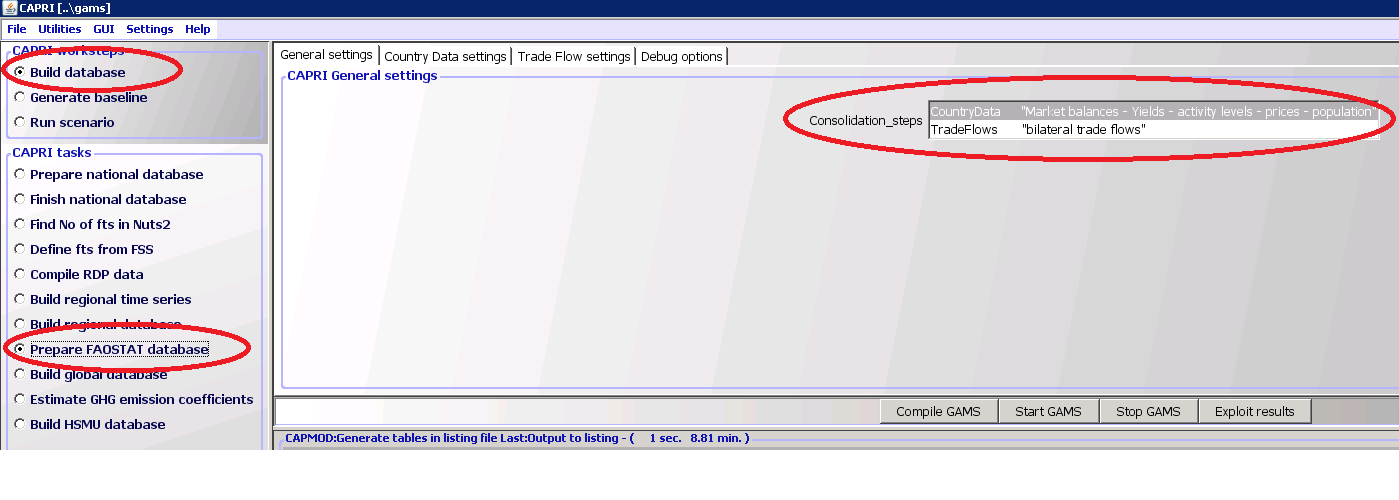 CAPRI [..\gams]
File Utilities GUI Settings Help
CAPRI worksteps
Build database
Generate baseline
Run scenario
CAPRI tasks
Prepare national database
Finish national database
Find No of fts in Nuts2
Define fts from FSS
Compile RDP data
Build regional time series
Build regional database
Prepare FAOSTAT database
Build global database
Estimate GHG emission coefficients
Build HSMU database
General settings Country Data settings Trade Flow settings Debug options
CAPRI General settings
Consolidation_steps
CountryData "Market balances - Yields - activity levels - prices - population"
TradeFlows "bilateral trade flows"
Compile GAMS Start GAMS Stop GAMS Exploit results
CAPMOD:Generate tables in listing file Last:Output to listing - ( 1 sec. 8.81 min. )